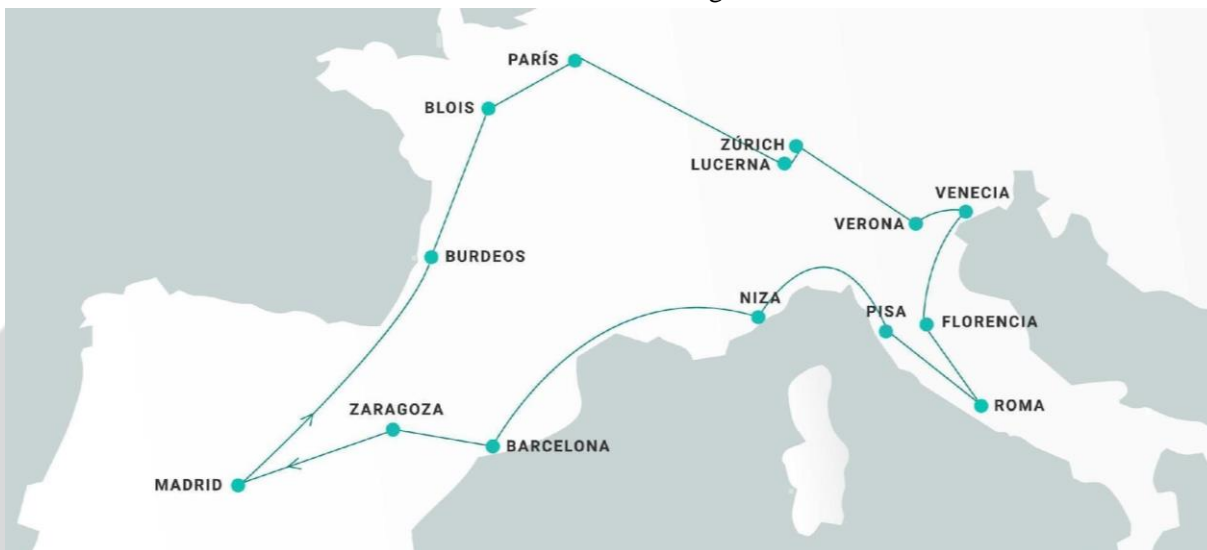 PARÍS
BLOIS
ZÚRICH
LUCERNA
VENECIA
VERONA
BURDEOS
NIZA
PISA
FLORENCIA
ZARAGOZA
ROMA
BARCELONA
MADRID